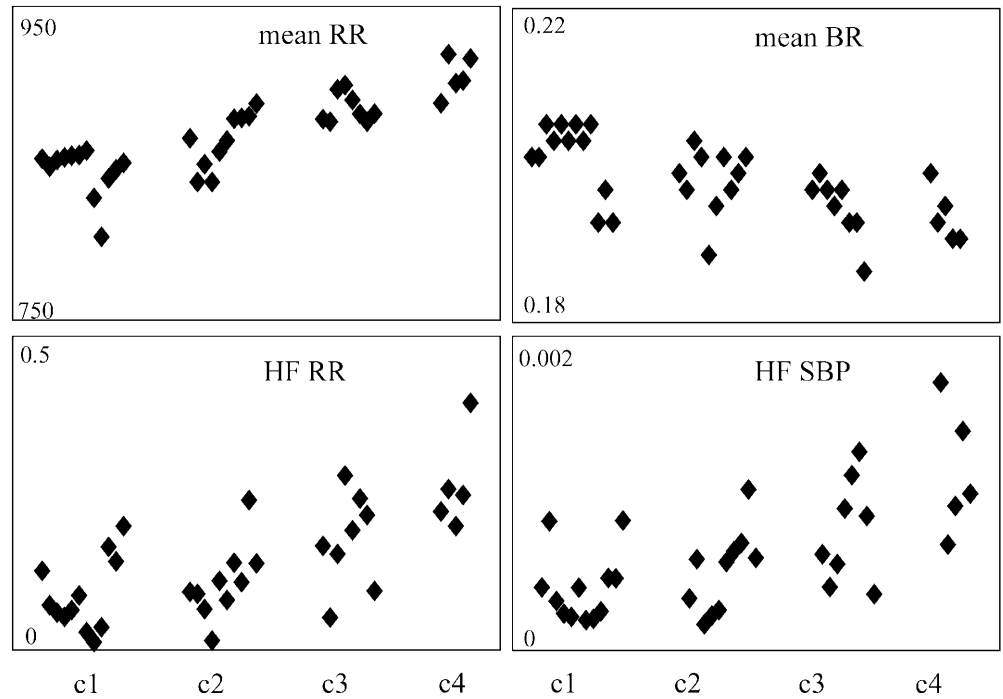 950
mean RR
750
0.22
mean BR
0.18
0.5
HF RR
0
0.002
HF SBP
0
c1 c2 c3 c4
c1 c2 c3 c4